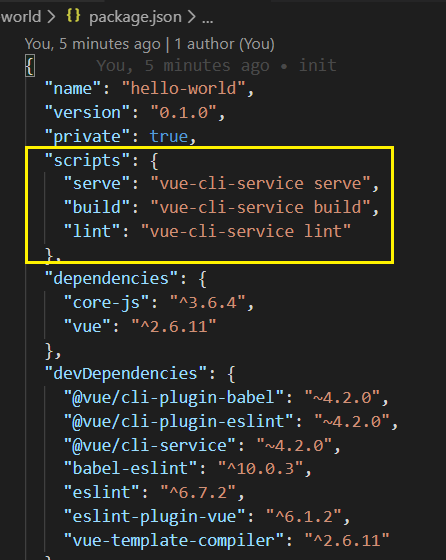 world > {} package.json > ...
You, 5 minutes ago | 1 author (You)
{ You, 5 minutes ago • init
"name": "hello-world",
"version": "0.1.0",
"private": true,
"scripts": {
"serve": "vue-cli-service serve",
"build": "vue-cli-service build",
"lint": "vue-cli-service lint"
},
"dependencies": {
"core-js": "^3.6.4",
"vue": "^2.6.11"
},
"devDependencies": {
"@vue/cli-plugin-babel": "~4.2.0",
"@vue/cli-plugin-eslint": "~4.2.0",
"@vue/cli-service": "~4.2.0",
"babel-eslint": "^10.0.3",
"eslint": "^6.7.2",
"eslint-plugin-vue": "^6.1.2",
"vue-template-compiler": "^2.6.11"